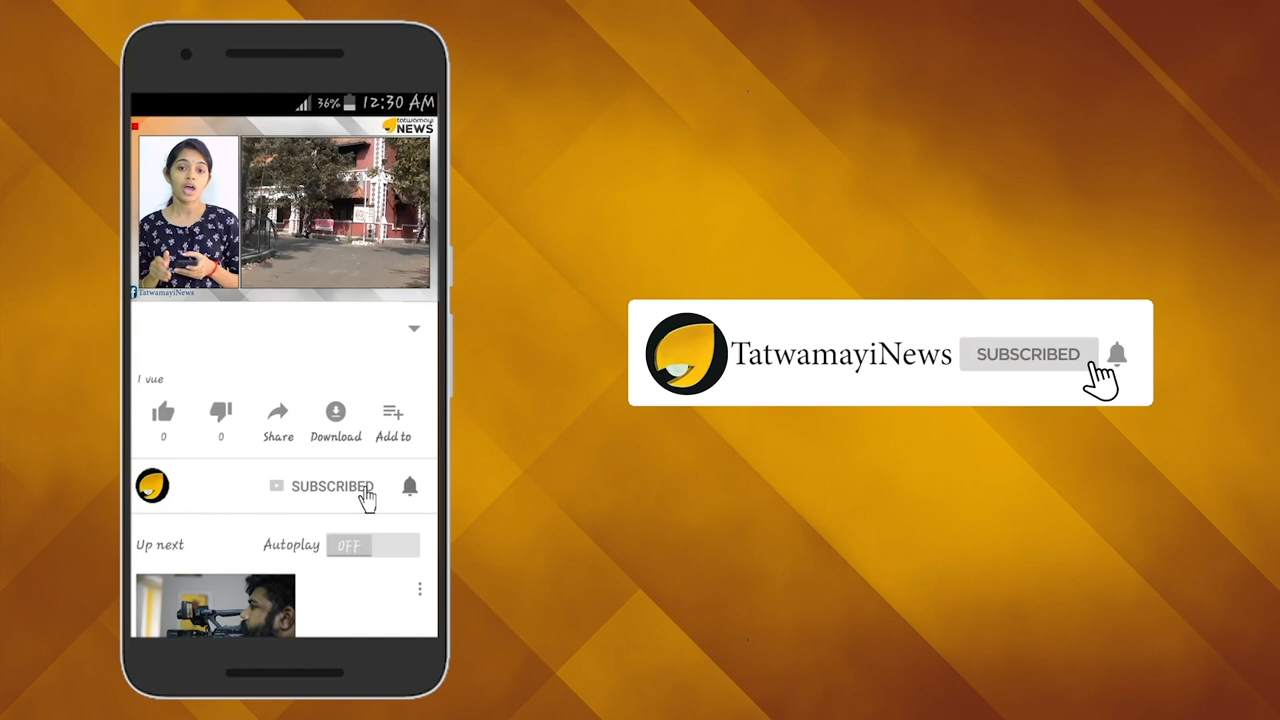 36% 12:30 AM
tatwamayi
NEWS
TatwamayiNews
1 vue
0 0 Share Download Add to
SUBSCRIBED
Up next Autoplay OFF
TatwamayiNews SUBSCRIBED